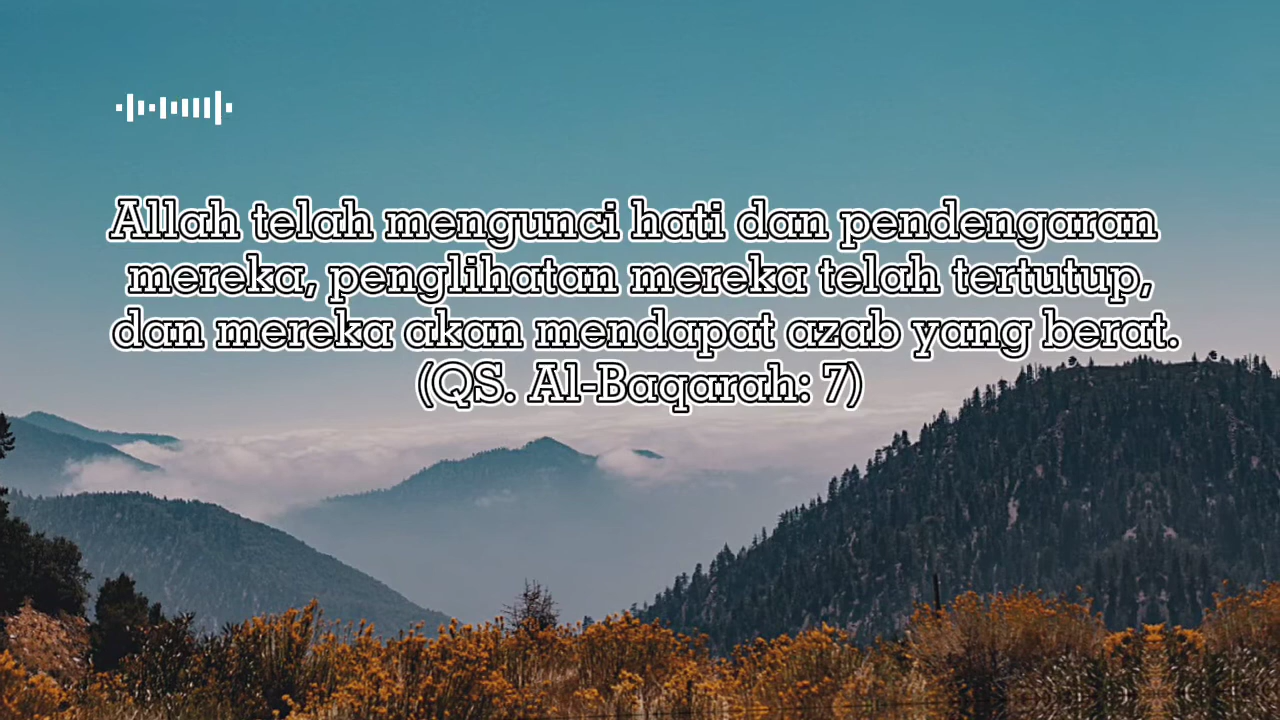 Allah telah mengunci hati dan pendengaran
mereka, penglihatan mereka telah tertutup,
dan mereka akan mendapat azab yang berat.
(QS. Al-Baqarah: 7)